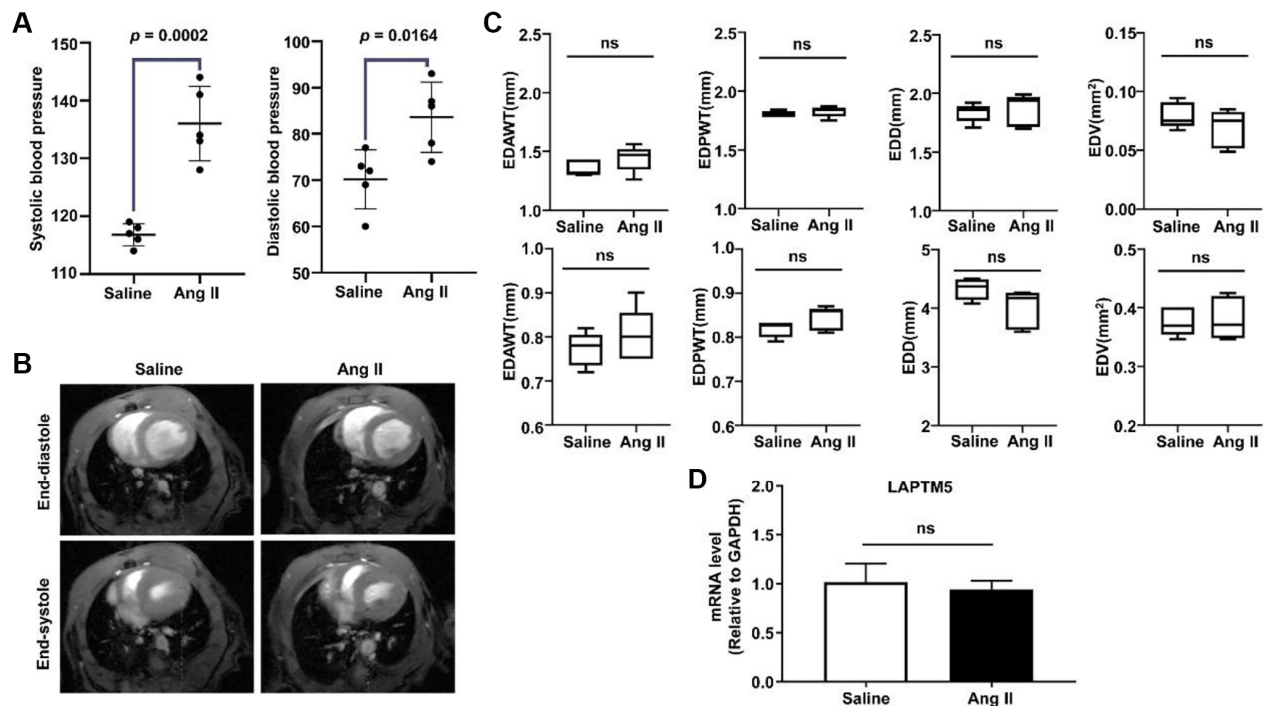 A
p = 0.0002
Systolic blood pressure
150
140
130
120
110
Saline
Ang II
p = 0.0164
Diastolic blood pressure
100
90
80
70
60
50
Saline
Ang II
B
Saline
Ang II
End-diastole
End-systole
C
EDAWT(mm)
2.5
2.0
1.5
1.0
ns
Saline
Ang II
EDPWT(mm)
2.5
2.0
1.5
1.0
ns
Saline
Ang II
EDD(mm)
2.5
2.0
1.5
1.0
ns
Saline
Ang II
EDV(mm²)
0.15
0.10
0.05
0.00
ns
Saline
Ang II
EDAWT(mm)
1.0
0.9
0.8
0.7
0.6
ns
Saline
Ang II
EDPWT(mm)
1.0
0.9
0.8
0.7
0.6
ns
Saline
Ang II
EDD(mm)
5
4
3
2
ns
Saline
Ang II
EDV(mm²)
0.5
0.4
0.3
0.2
ns
Saline
Ang II
D
LAPTM5
mRNA level
(Relative to GAPDH)
2.0
1.5
1.0
0.5
0.0
ns
Saline
Ang II